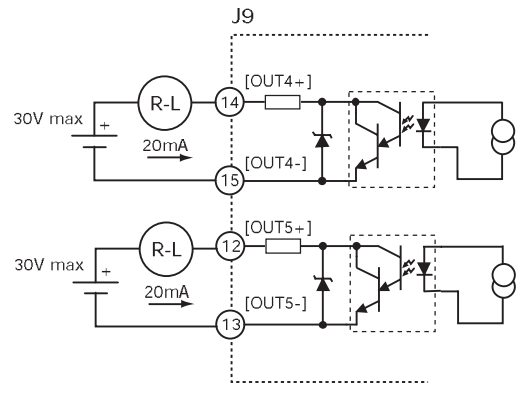 J9
[OUT4+]
R-L
14
30V max
+
20mA
[OUT4-]
15
[OUT5+]
R-L
12
30V max
+
20mA
[OUT5-]
13